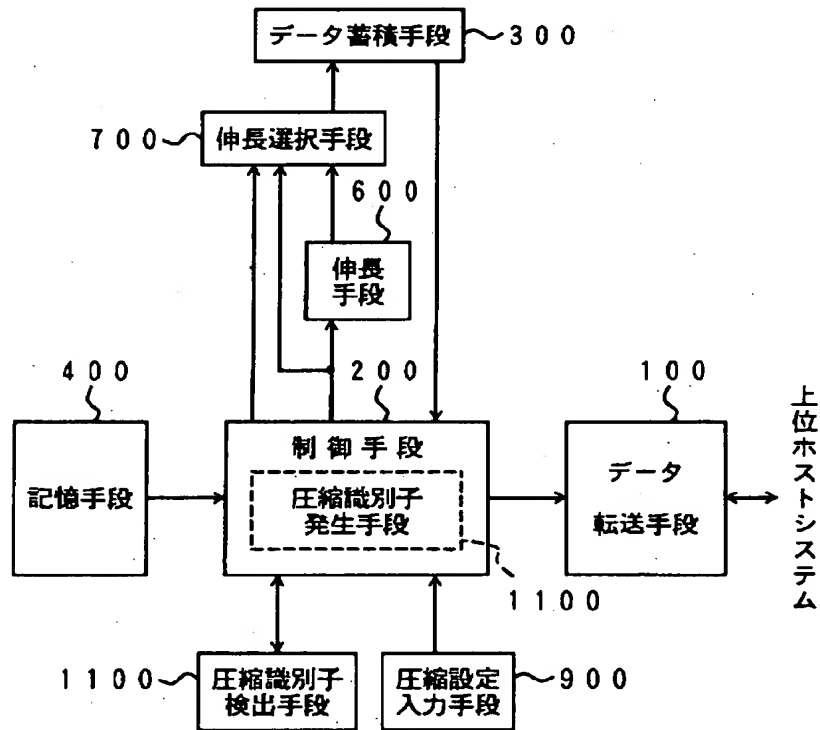 データ蓄積手段
300
700
伸長選択手段
600
伸長
手段
400
200
100
記憶手段
制御手段
圧縮識別子
発生手段
データ
転送手段
上位ホストシステム
1100
1100
圧縮識別子
検出手段
圧縮設定
入力手段
900